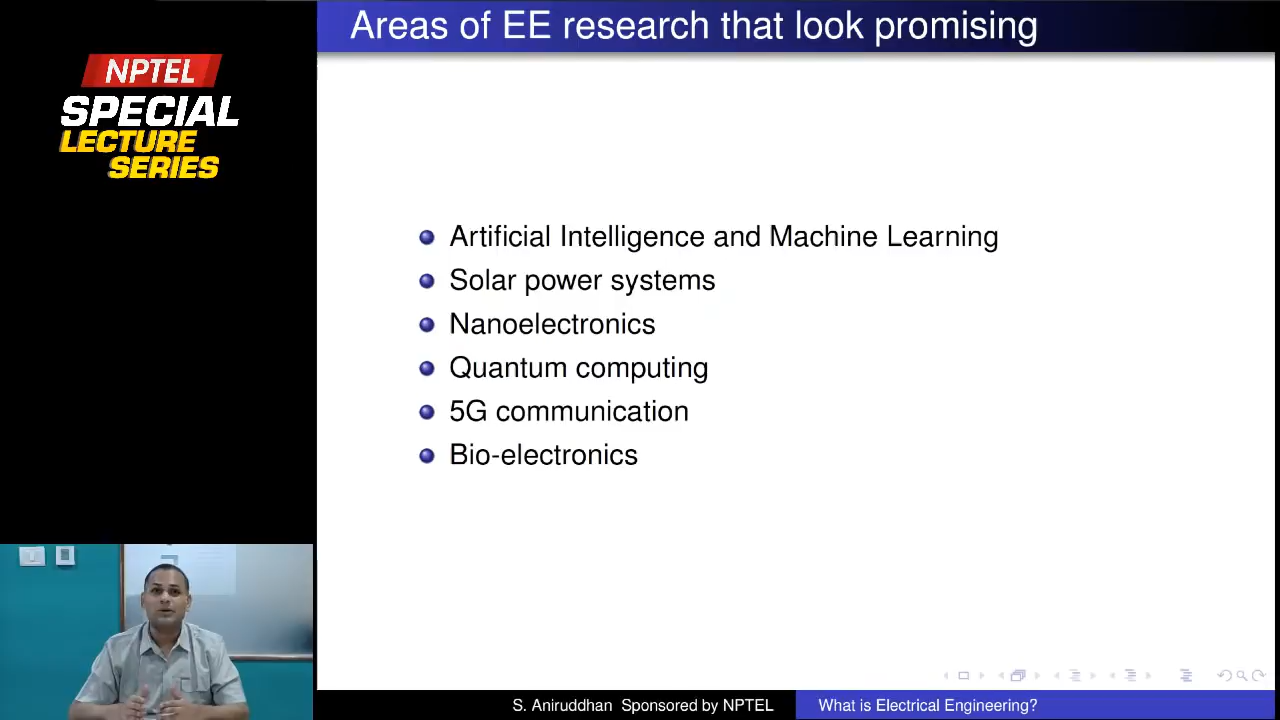 NPTEL
SPECIAL
LECTURE
SERIES
Areas of EE research that look promising
Artificial Intelligence and Machine Learning
Solar power systems
Nanoelectronics
Quantum computing
5G communication
Bio-electronics
S. Aniruddhan Sponsored by NPTEL
What is Electrical Engineering?